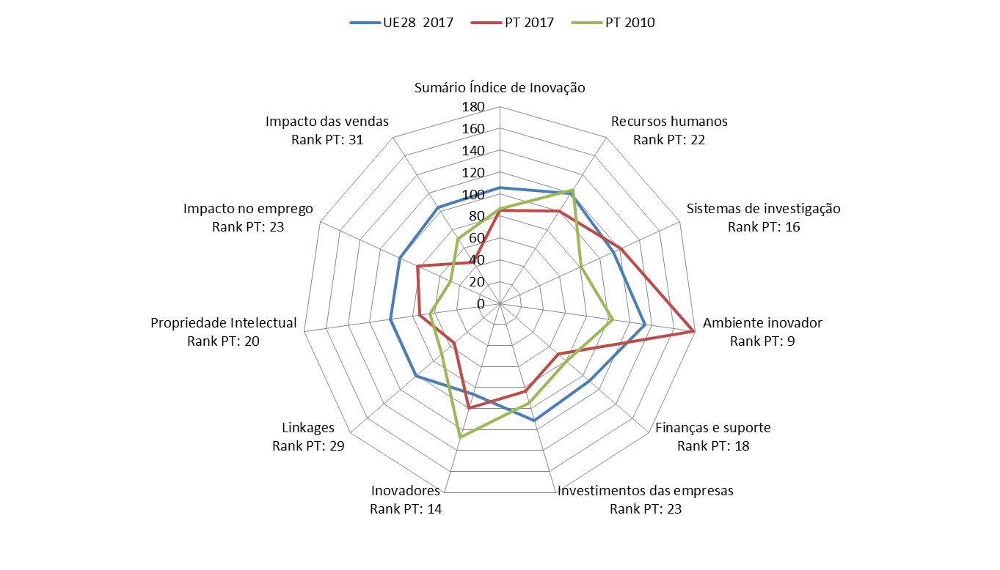 UE28 2017 PT 2017 PT 2010
Sumário Índice de Inovação
180
160
140
120
100
80
60
40
20
0
Recursos humanos
Rank PT: 22
Sistemas de investigação
Rank PT: 16
Ambiente inovador
Rank PT: 9
Finanças e suporte
Rank PT: 18
Investimentos das empresas
Rank PT: 23
Inovadores
Rank PT: 14
Linkages
Rank PT: 29
Propriedade Intelectual
Rank PT: 20
Impacto no emprego
Rank PT: 23
Impacto das vendas
Rank PT: 31